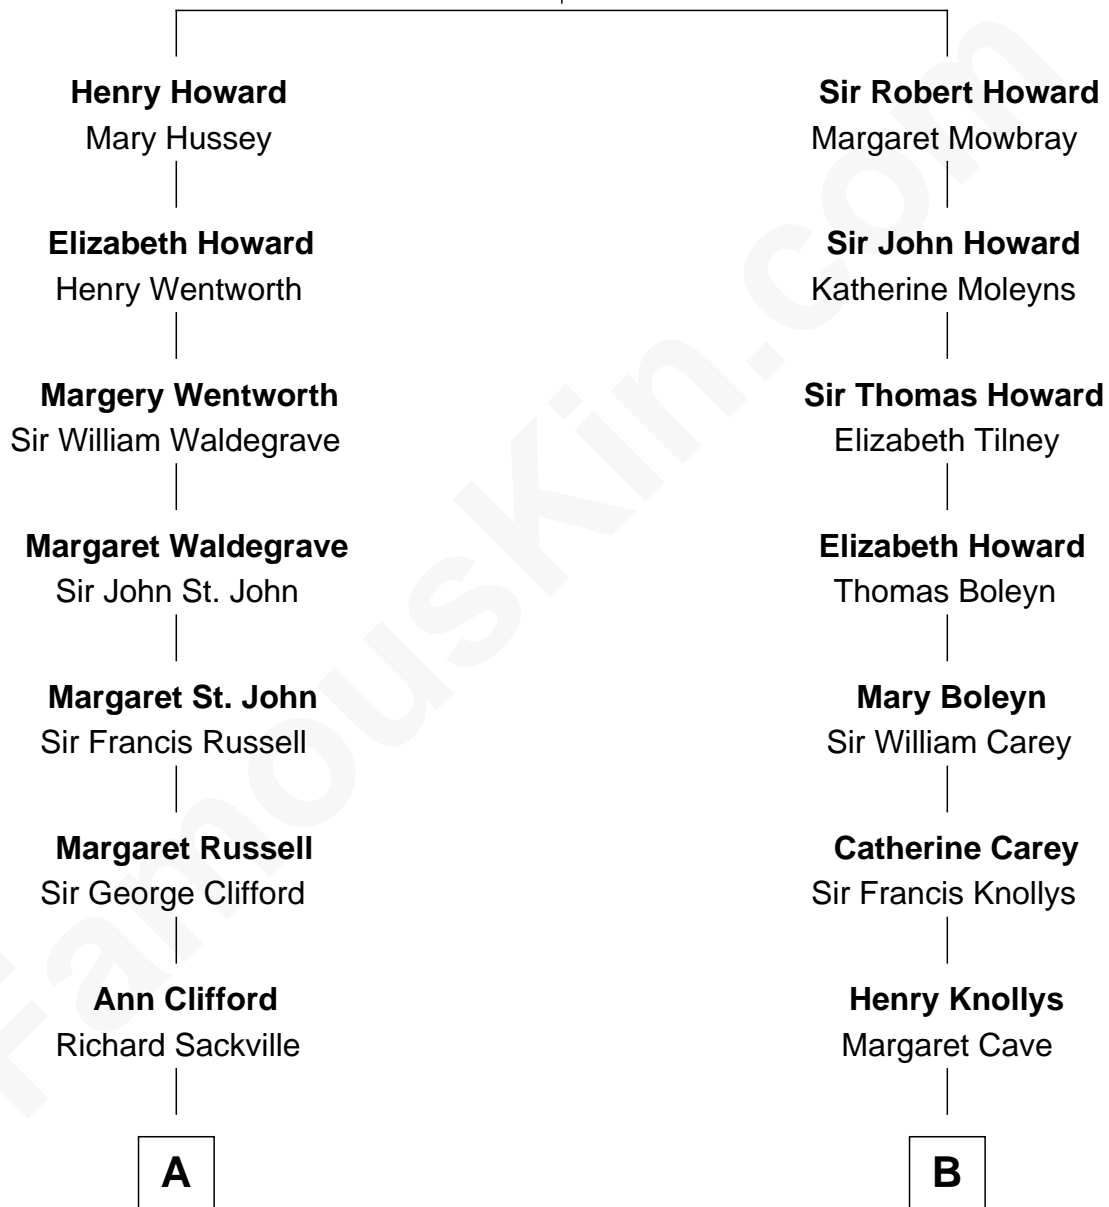 Henry Howard
Mary Hussey
Elizabeth Howard
Henry Wentworth
Margery Wentworth
Sir William Waldegrave
Margaret Waldegrave
Sir John St. John
Margaret St. John
Sir Francis Russell
Margaret Russell
Sir George Clifford
Ann Clifford
Richard Sackville
A
Sir Robert Howard
Margaret Mowbray
Sir John Howard
Katherine Moleyns
Sir Thomas Howard
Elizabeth Tilney
Elizabeth Howard
Thomas Boleyn
Mary Boleyn
Sir William Carey
Catherine Carey
Sir Francis Knollys
Henry Knollys
Margaret Cave
B
FamousKin.com